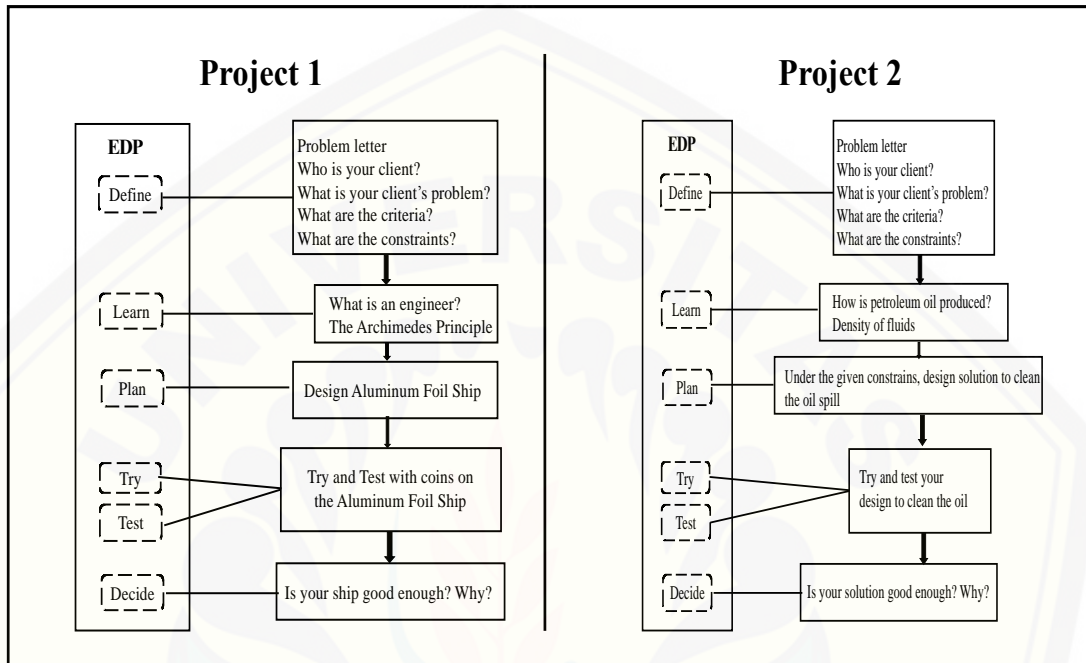 Project 1
EDP
Define
Problem letter
Who is your client?
What is your client's problem?
What are the criteria?
What are the constraints?
Learn
What is an engineer?
The Archimedes Principle
Plan
Design Aluminum Foil Ship
Try
Test
Try and Test with coins on
the Aluminum Foil Ship
Decide
Is your ship good enough? Why?
Project 2
EDP
Define
Problem letter
Who is your client?
What is your client's problem?
What are the criteria?
What are the constraints?
Learn
How is petroleum oil produced?
Density of fluids
Plan
Under the given constrains, design solution to clean
the oil spill
Try
Test
Try and test your
design to clean the oil
Decide
Is your solution good enough? Why?
UNIVERSITAS